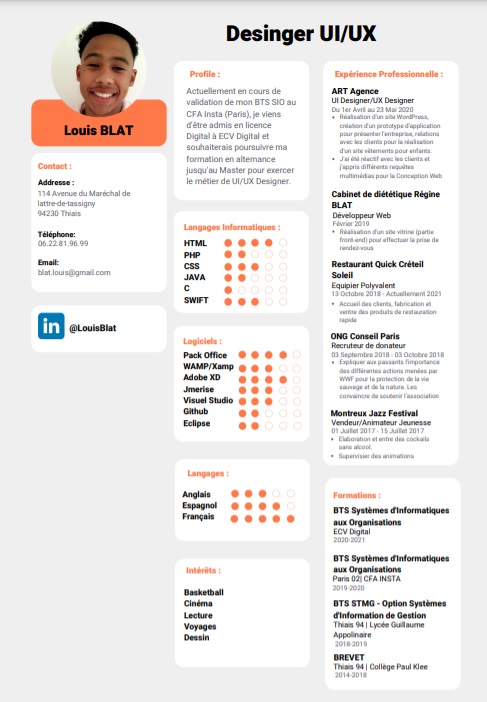 Desinger UI/UX
Louis BLAT
Contact :
Addresse :
114 Avenue du Maréchal de
lattre-de-tassigny
94230 Thiais
Téléphone:
06.22.81.96.99
Email:
blat.louis@gmail.com
in @LouisBlat
Profile :
Actuellement en cours de
validation de mon BTS SIO au
CFA Insta (Paris), je viens
d'être admis en licence
Digital à ECV Digital et
souhaiterais poursuivre ma
formation en alternance
jusqu'au Master pour exercer
le métier de UI/UX Designer.
Langages Informatiques :
HTML
PHP
CSS
JAVA
C
SWIFT
Logiciels :
Pack Office
WAMP/Xamp
Adobe XD
Jmerise
Visuel Studio
Github
Eclipse
Langages :
Anglais
Espagnol
Français
Intérêts :
Basketball
Cinéma
Lecture
Voyages
Dessin
Expérience Professionnelle :
ART Agence
UI Designer/UX Designer
Du 1er Avril au 23 Mai 2020
• Réalisation d'un site WordPress,
création d'un prototype d'application
pour présenter l'entreprise, relations
avec les clients pour la réalisation
d'un site vêtements pour enfants.
• J'ai été réactif avec les clients et
j'appris différents requêtes
multimédias pour la Conception Web
Cabinet de diététique Régine
BLAT
Développeur Web
Février 2019
• Réalisation d'un site vitrine (partie
front-end) pour effectuer la prise de
rendez-vous
Restaurant Quick Créteil
Soleil
Equipier Polyvalent
13 Octobre 2018 - Actuellement 2021
• Accueil des clients, fabrication et
ventre des produits de restauration
rapide
ONG Conseil Paris
Recruteur de donateur
03 Septembre 2018 - 03 Octobre 2018
• Expliquer aux passants l'importance
des différentes actions menées par
WWF pour la protection de la vie
sauvage et de la nature. Les
convaincre de soutenir l'association
Montreux Jazz Festival
Vendeur/Animateur Jeunesse
01 Juillet 2017 - 15 Juillet 2017
• Elaboration et entre des cockails
sans alcool.
• Supervisier des animations
Formations :
BTS Systèmes d'Informatiques
aux Organisations
ECV Digital
2020-2021
BTS Systèmes d'Informatiques
aux Organisations
Paris 02| CFA INSTA
2019-2020
BTS STMG - Option Systèmes
d'Information de Gestion
Thiais 94 | Lycée Guillaume
Appolinaire
2018-2019
BREVET
Thiais 94 | Collège Paul Klee
2014-2018